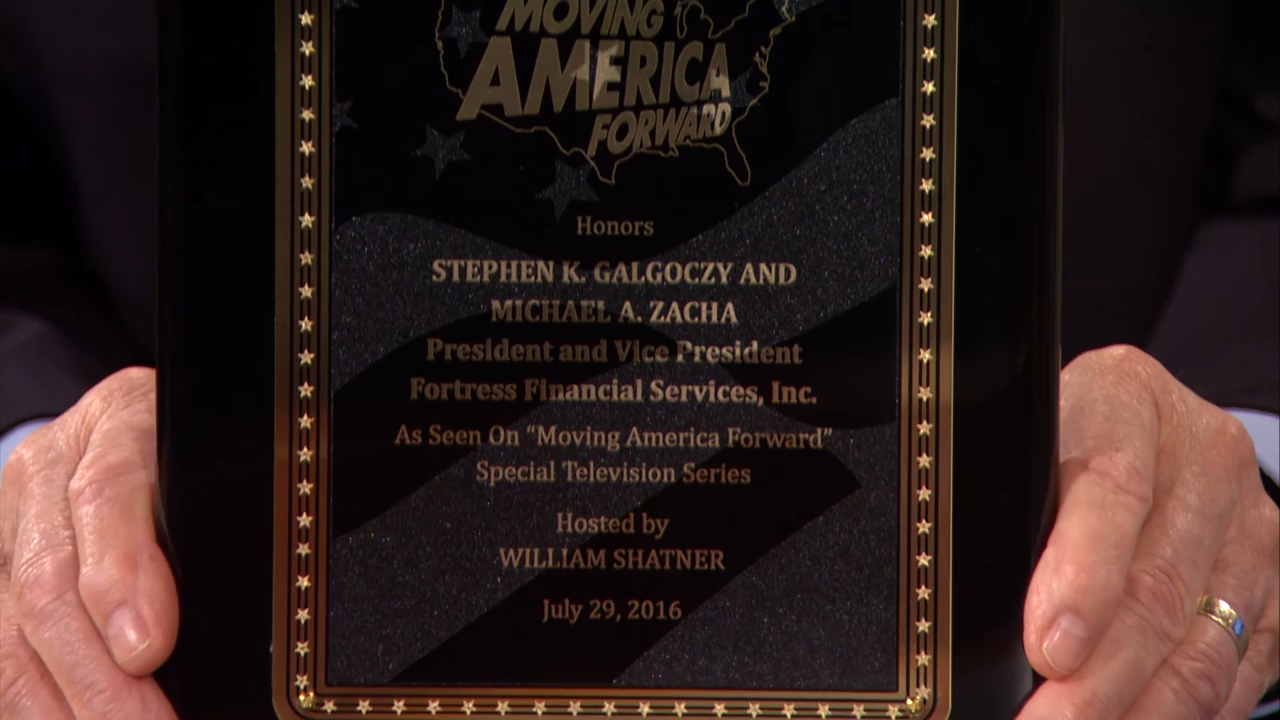 MOVING
AMERICA
FORWARD
Honors
STEPHEN K. GALGOCZY AND
MICHAEL A. ZACHA
President and Vice President
Fortress Financial Services, Inc.
As Seen On “Moving America Forward”
Special Television Series
Hosted by
WILLIAM SHATNER
July 29, 2016